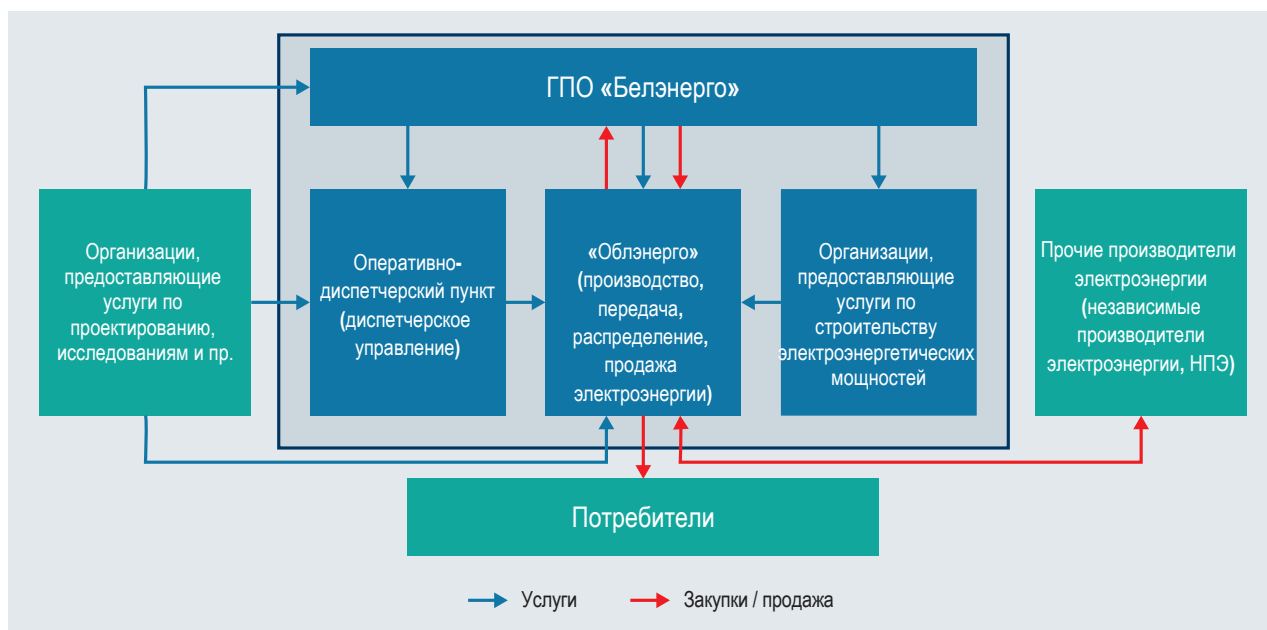 ГПО «Белэнерго»
Организации,
предоставляющие
услуги по
проектированию,
исследованиям и пр.
Оперативно-
диспетчерский пункт
(диспетчерское
управление)
«Облэнерго»
(производство,
передача,
распределение,
продажа
электроэнергии)
Организации,
предоставляющие
услуги по
строительству
электроэнергетических
мощностей
Прочие производители
электроэнергии
(независимые
производители
электроэнергии, НПЭ)
Потребители
Услуги
Закупки / продажа